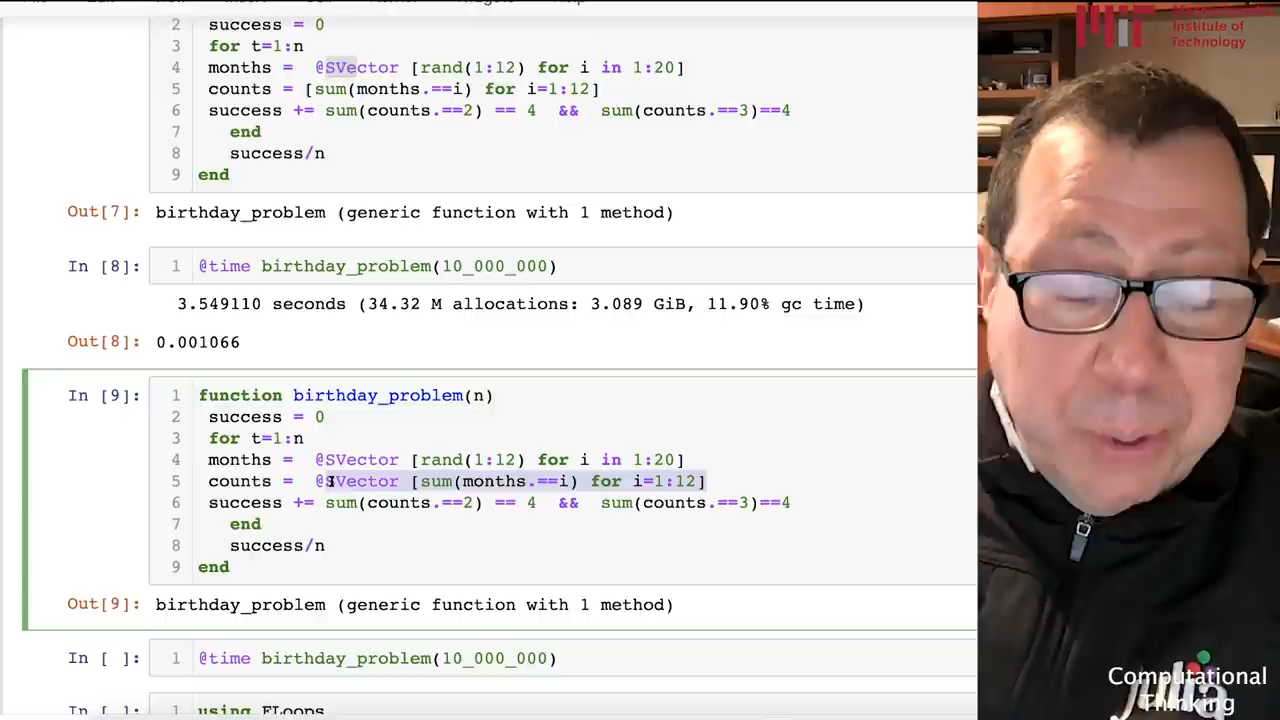 2 success = 0
3 for t=1:n
4 months = @SVector [rand(1:12) for i in 1:20]
5 counts = [sum(months.==i) for i=1:12]
6 success += sum(counts.==2) == 4 && sum(counts.==3)==4
7 end
8 success/n
9 end
Out[7]: birthday_problem (generic function with 1 method)
In [8]: 1 @time birthday_problem(10_000_000)
3.549110 seconds (34.32 M allocations: 3.089 GiB, 11.90% gc time)
Out[8]: 0.001066
In [9]: 1 function birthday_problem(n)
2 success = 0
3 for t=1:n
4 months = @SVector [rand(1:12) for i in 1:20]
5 counts = @SVector [sum(months.==i) for i=1:12]
6 success += sum(counts.==2) == 4 && sum(counts.==3)==4
7 end
8 success/n
9 end
Out[9]: birthday_problem (generic function with 1 method)
In [ ]: 1 @time birthday_problem(10_000_000)
In [ ]: 1 using FLoops
Institute of
Technology
Computational
Thinking
julia